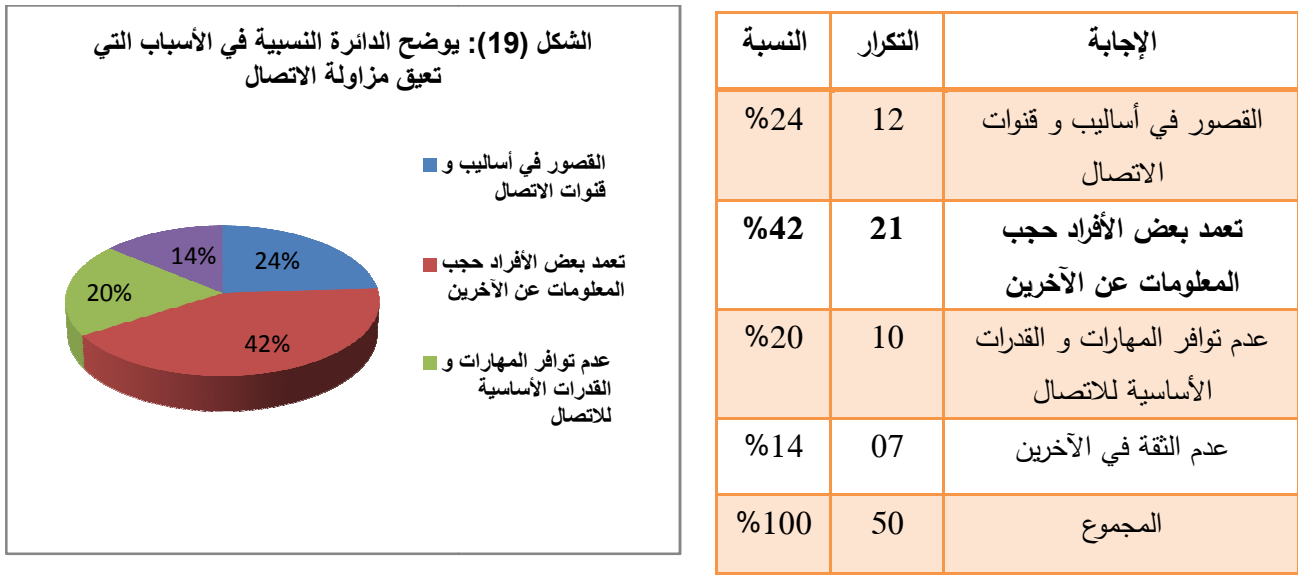 الشكل (19): يوضح الدائرة النسبية في الأسباب التي
تعيق مزاولة الاتصال
القصور في أساليب و
قنوات الاتصال
تعمد بعض الأفراد حجب
المعلومات عن الآخرين
عدم توافر المهارات و
القدرات الأساسية
للاتصال
14%
24%
20%
42%
الإجابة التكرار النسبة
القصور في أساليب و قنوات
الاتصال
12 %24
تعمد بعض الأفراد حجب
المعلومات عن الآخرين
21 %42
عدم توافر المهارات و القدرات
الأساسية للاتصال
10 %20
عدم الثقة في الآخرين 07 %14
المجموع 50 %100